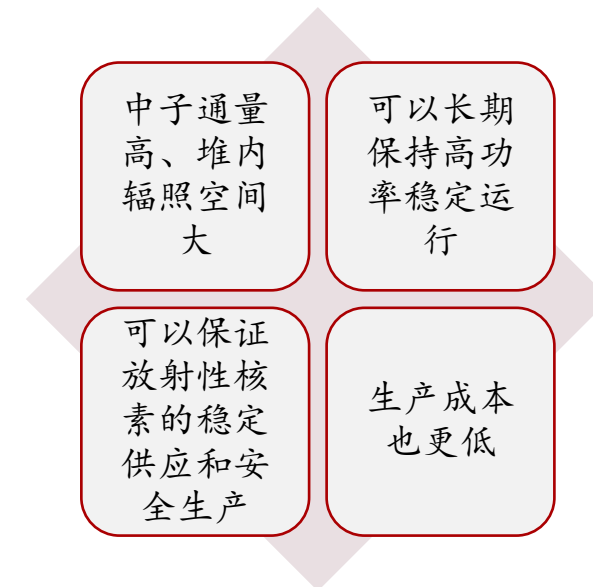 中子通量
高、堆内
辐照空间
大
可以长期
保持高功
率稳定运
行
可以保证
放射性核
素的稳定
供应和安
全生产
生产成本
也更低